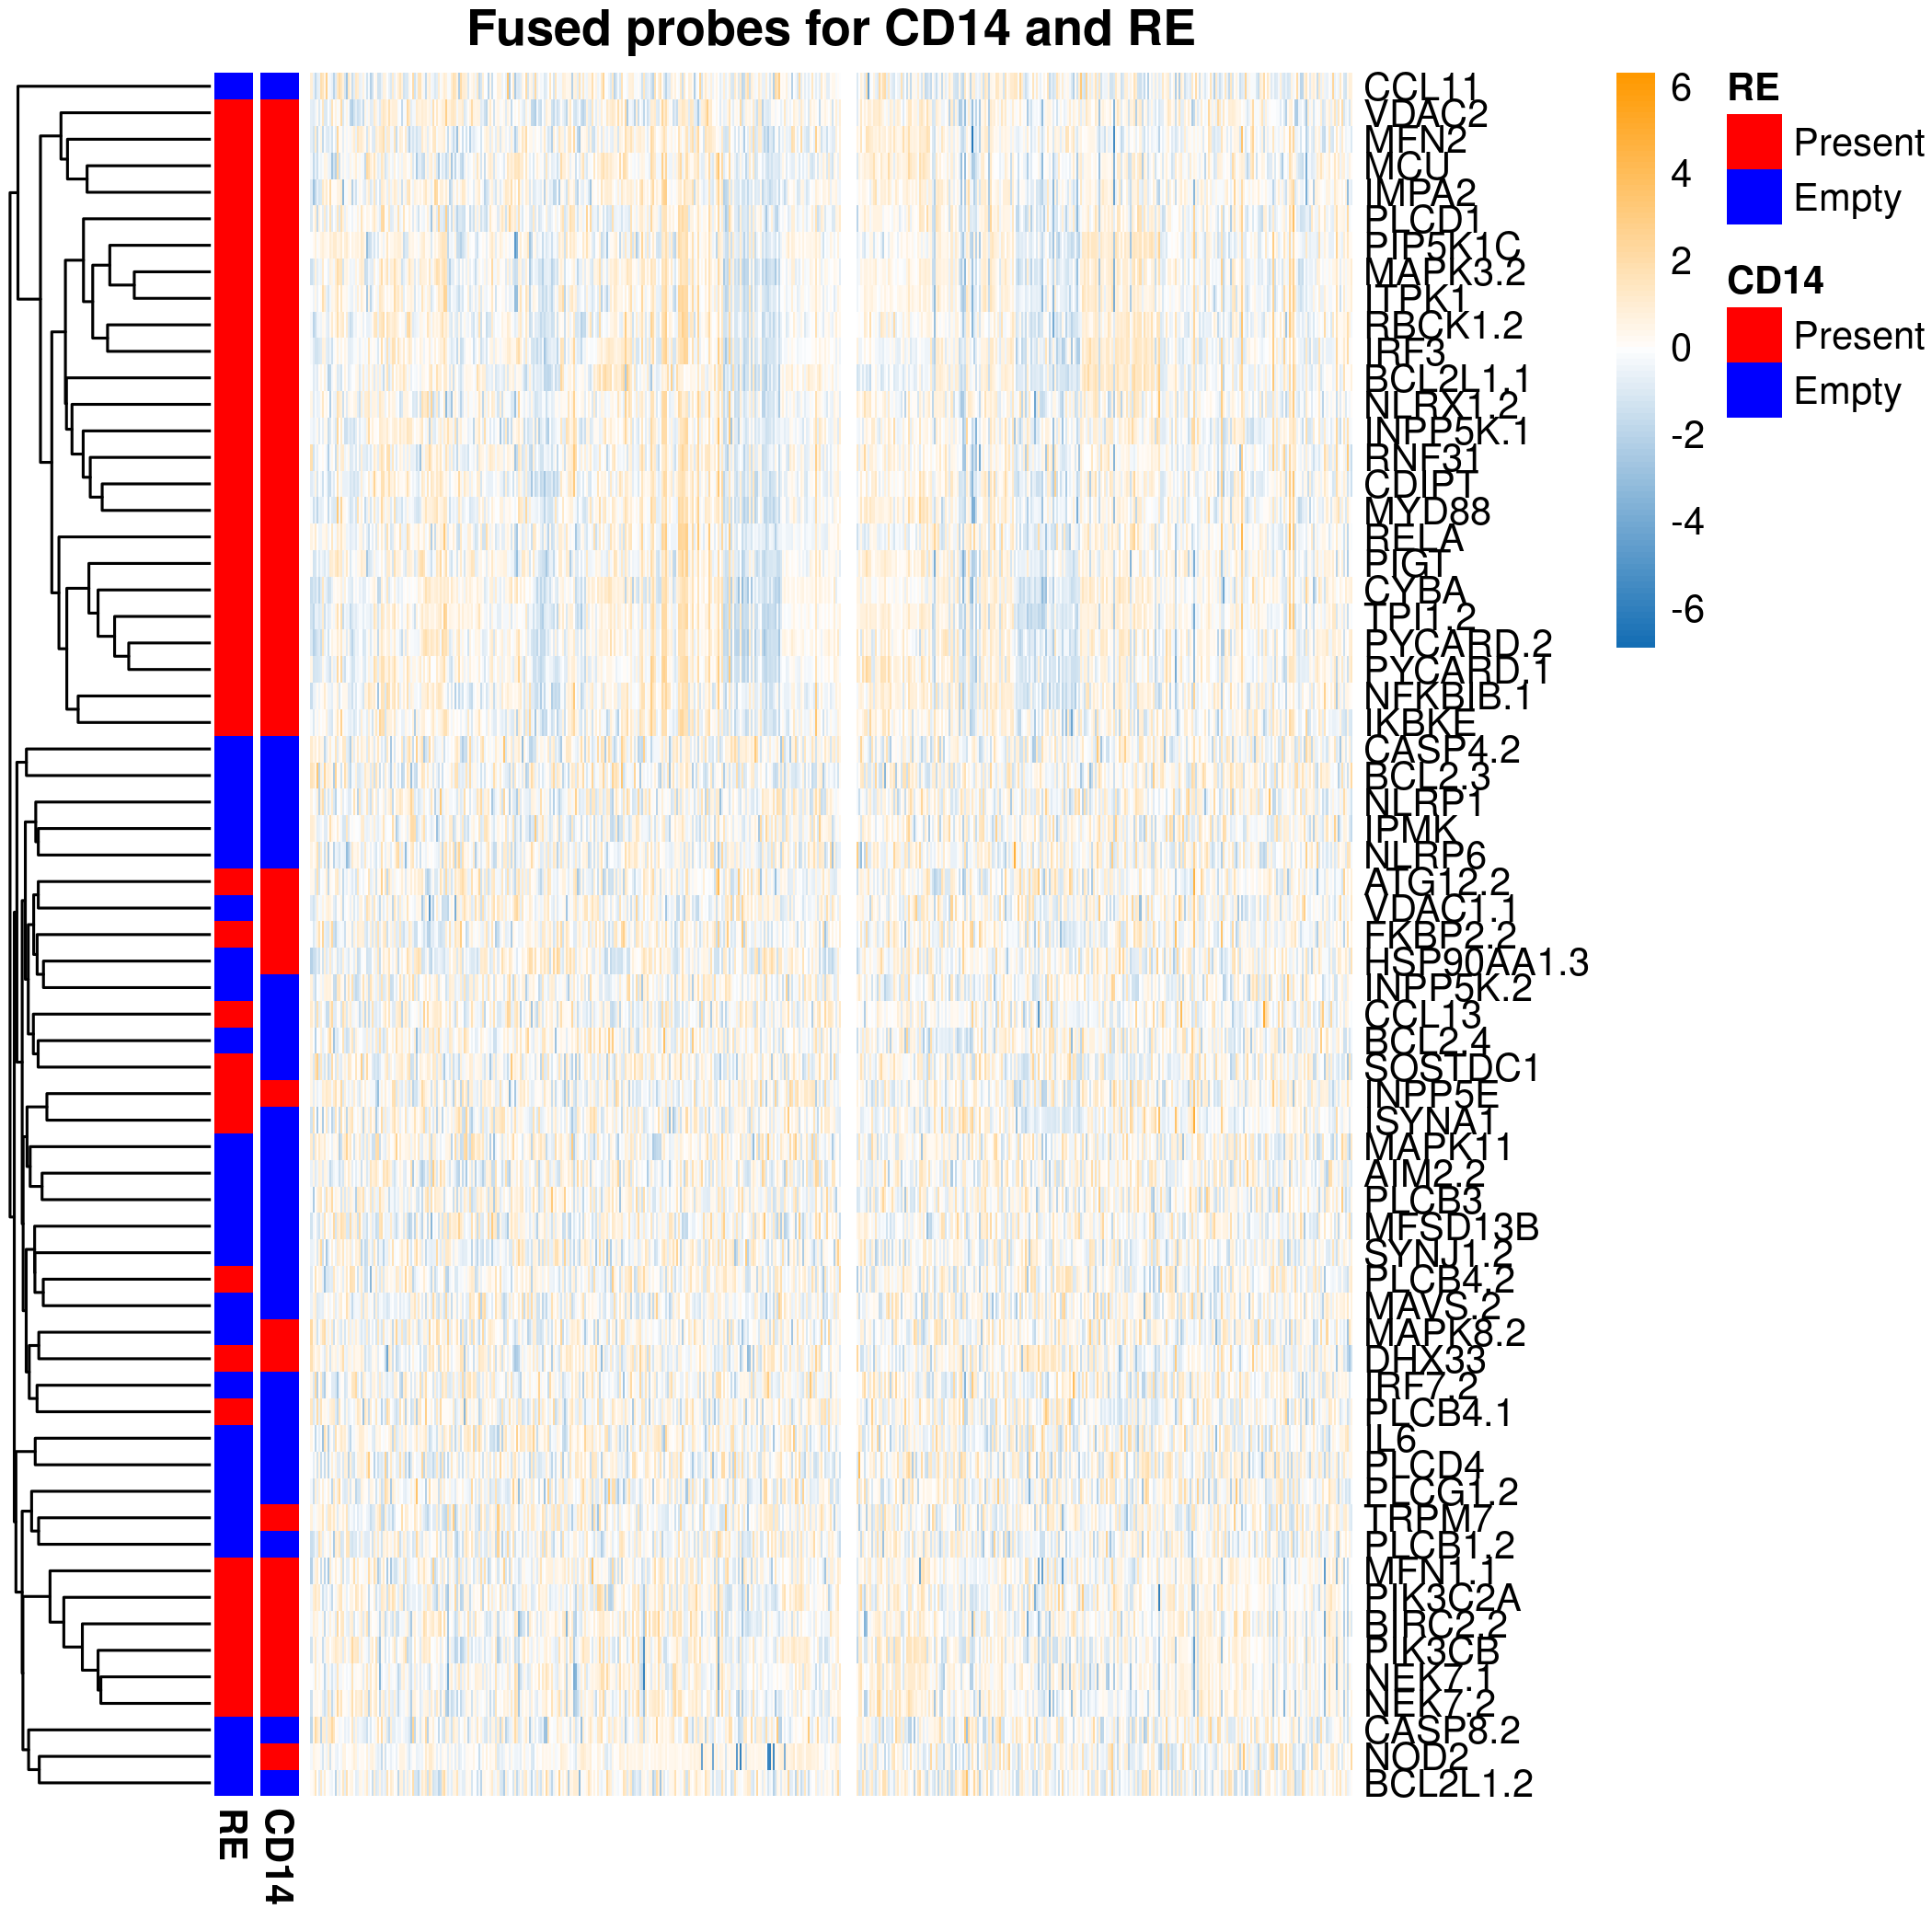 Fused probes for CD14 and RE
CCL11
VDAC2
MFN2
MCU
IMPA2
PLCD1
PIP5K1C
MAPK3.2
ITPK1
RBCK1.2
IRF3
BCL2L1.1
NLRX1.2
INPP5K.1
RNF31
CDIPT
MYD88
RELA
PIGT
CYBA
TPI1.2
PYCARD.2
PYCARD.1
NFKBIB.1
IKBKE
CASP4.2
BCL2.3
NLRP1
IPMK
NLRP6
ATG12.2
VDAC1.1
FKBP2.2
HSP90AA1.3
INPP5K.2
CCL13
BCL2.4
SOSTDC1
INPP5E
ISYNA1
MAPK11
AIM2.2
PLCB3
MFSD13B
SYNJ1.2
PLCB4.2
MAVS.2
MAPK8.2
DHX33
IRF7.2
PLCB4.1
IL6
PLCD4
PLCG1.2
TRPM7
PLCB1.2
MFN1.1
PIK3C2A
BIRC2.2
PIK3CB
NEK7.1
NEK7.2
CASP8.2
NOD2
BCL2L1.2
6
4
2
0
-2
-4
-6
RE
Present
Empty
CD14
Present
Empty
RE
CD14